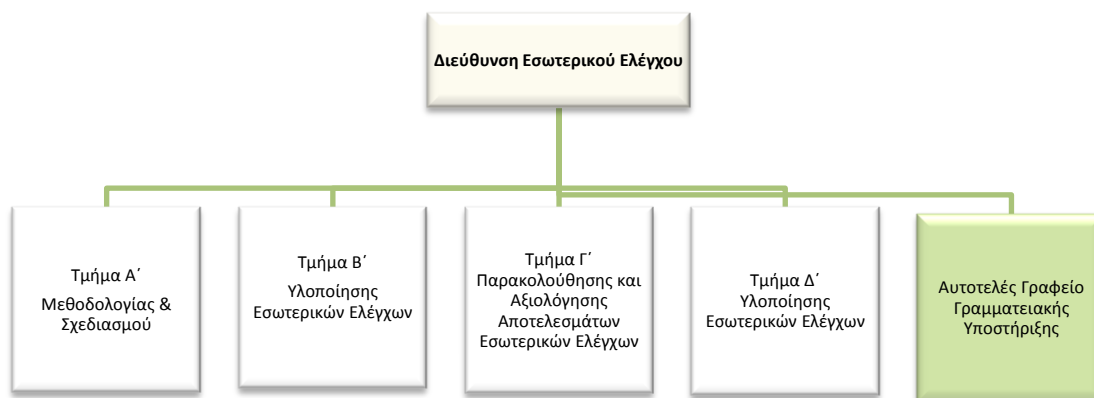 Διεύθυνση Εσωτερικού Ελέγχου
Τμήμα Α΄
Μεθοδολογίας &
Σχεδιασμού
Τμήμα Β΄
Υλοποίησης
Εσωτερικών Ελέγχων
Τμήμα Γ΄
Παρακολούθησης και
Αξιολόγησης
Αποτελεσμάτων
Εσωτερικών Ελέγχων
Τμήμα Δ΄
Υλοποίησης
Εσωτερικών Ελέγχων
Αυτοτελές Γραφείο
Γραμματειακής
Υποστήριξης